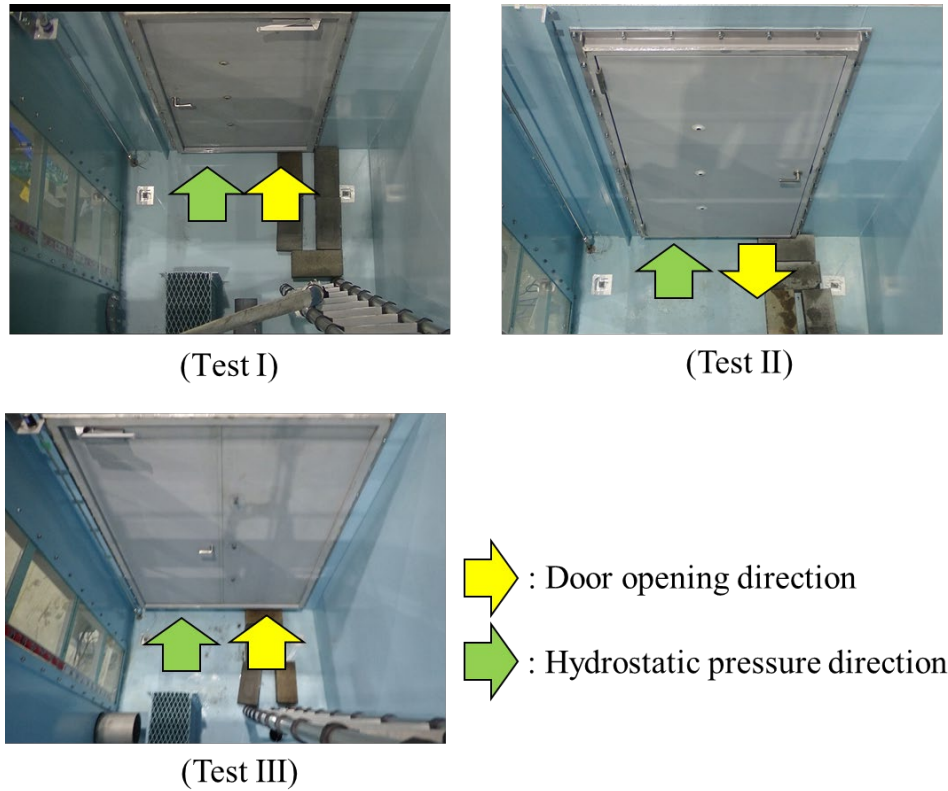 (Test I)
(Test II)
(Test III)
: Door opening direction
: Hydrostatic pressure direction